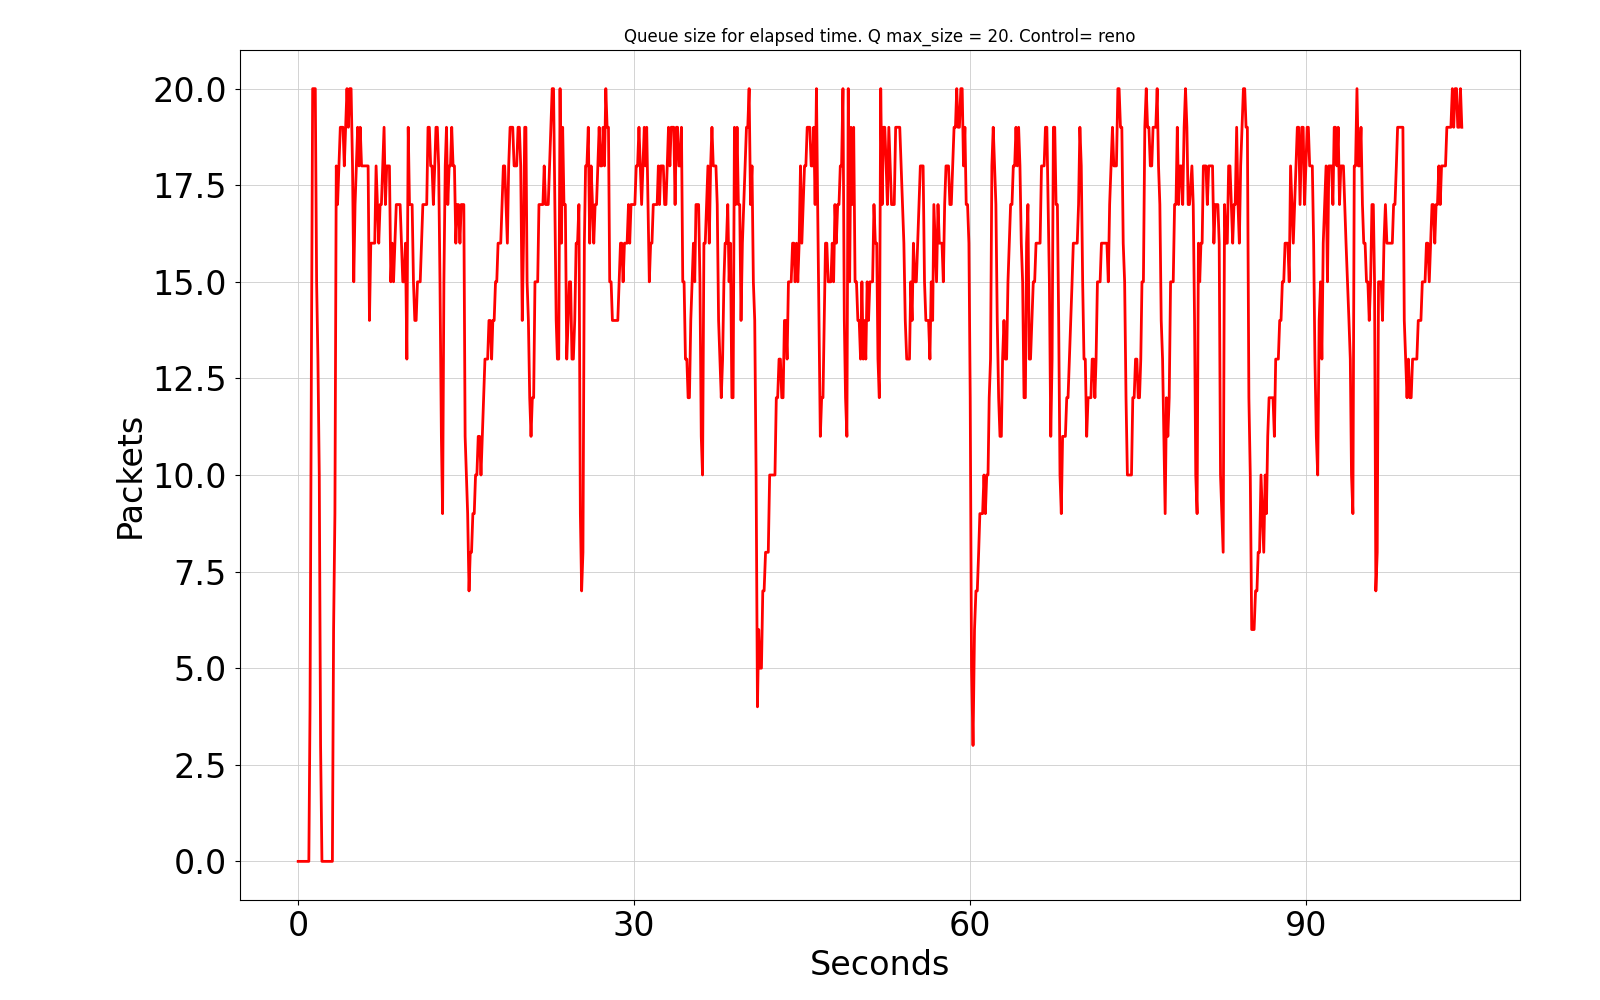 Queue size for elapsed time. Q max_size = 20. Control= reno
20.0
17.5
15.0
12.5
10.0
7.5
5.0
2.5
0.0
Packets
0 30 60 90
Seconds